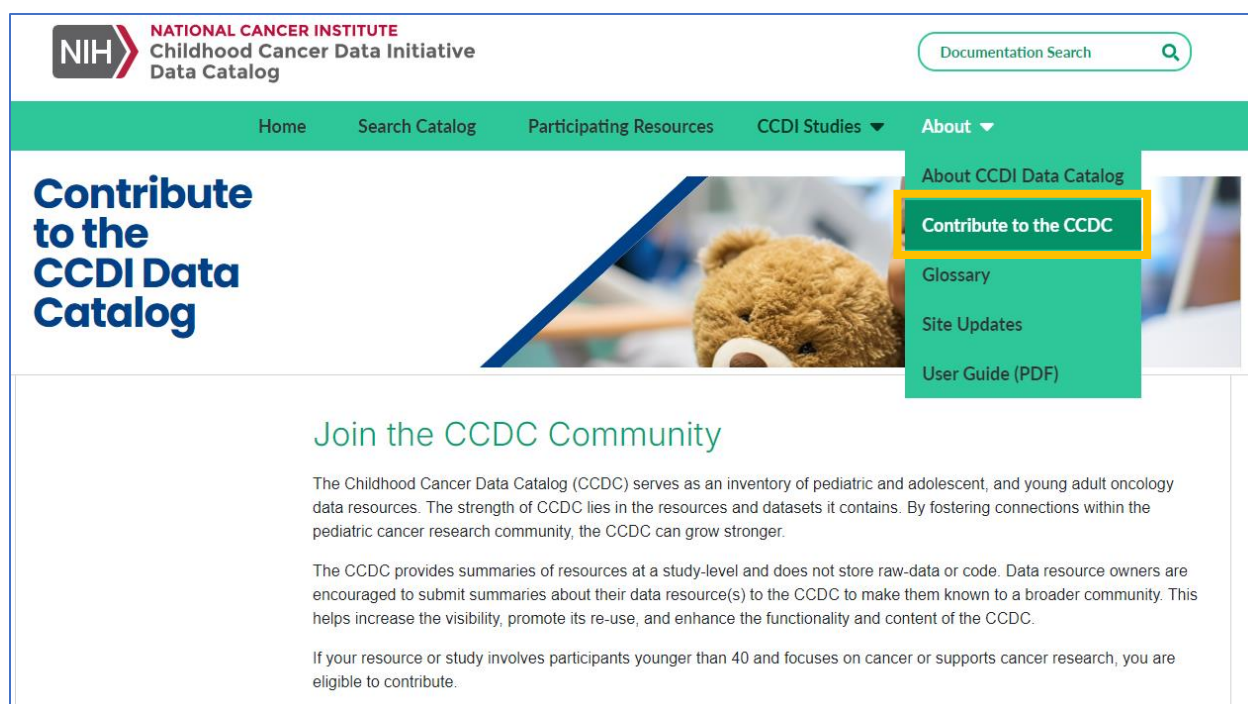 NIH
NATIONAL CANCER INSTITUTE
Childhood Cancer Data Initiative
Data Catalog
Documentation Search
Home Search Catalog Participating Resources CCDI Studies About
About CCDI Data Catalog
Contribute to the CCDC
Glossary
Site Updates
User Guide (PDF)
Contribute
to the
CCDI Data
Catalog
Join the CCDC Community
The Childhood Cancer Data Catalog (CCDC) serves as an inventory of pediatric and adolescent, and young adult oncology
data resources. The strength of CCDC lies in the resources and datasets it contains. By fostering connections within the
pediatric cancer research community, the CCDC can grow stronger.
The CCDC provides summaries of resources at a study-level and does not store raw-data or code. Data resource owners are
encouraged to submit summaries about their data resource(s) to the CCDC to make them known to a broader community. This
helps increase the visibility, promote its re-use, and enhance the functionality and content of the CCDC.
If your resource or study involves participants younger than 40 and focuses on cancer or supports cancer research, you are
eligible to contribute.